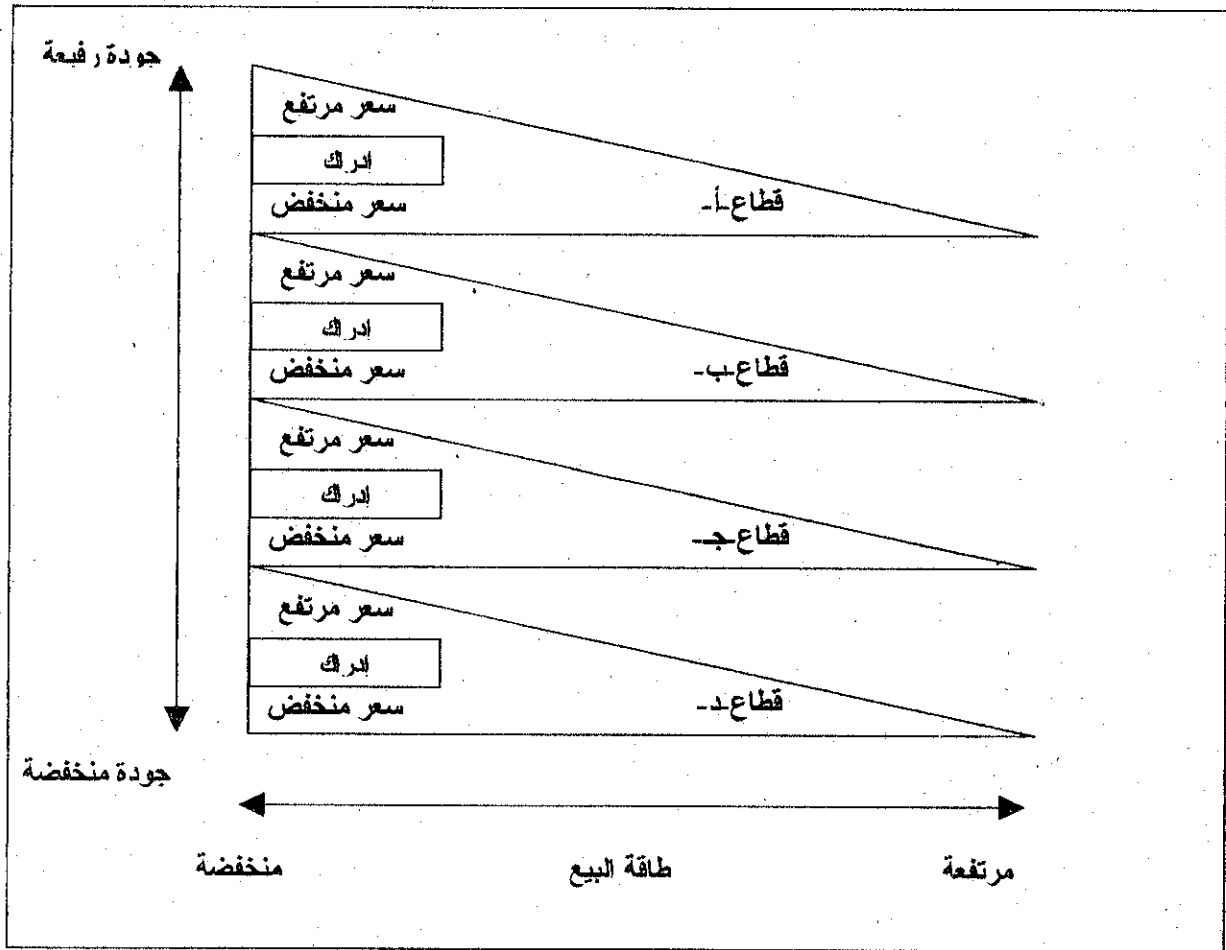 جودة رفيعة
سعر مرتفع
إدراك
سعر منخفض
قطاع-أ-
سعر مرتفع
إدراك
سعر منخفض
قطاع-ب-
سعر مرتفع
إدراك
سعر منخفض
قطاع-جـ-
سعر مرتفع
إدراك
سعر منخفض
قطاع-د-
جودة منخفضة
مرتفعة
طاقة البيع
منخفضة